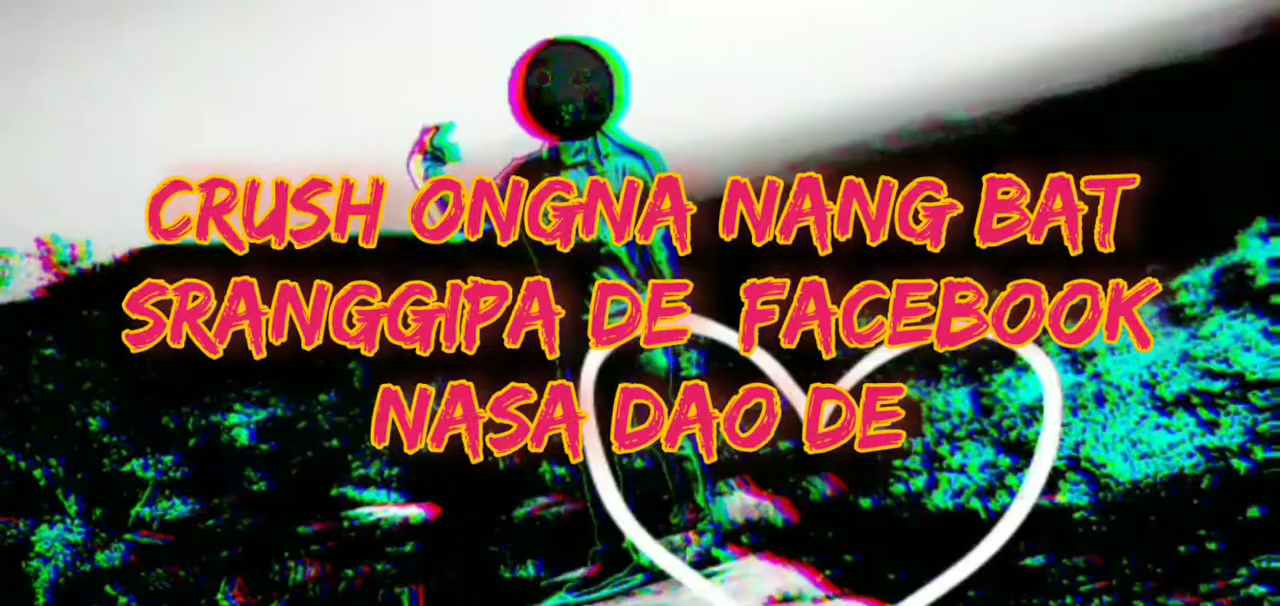 CRUSH ONGNA NANG BAT
SRANGGIPA DE FACEBOOK
NASA DAO DE